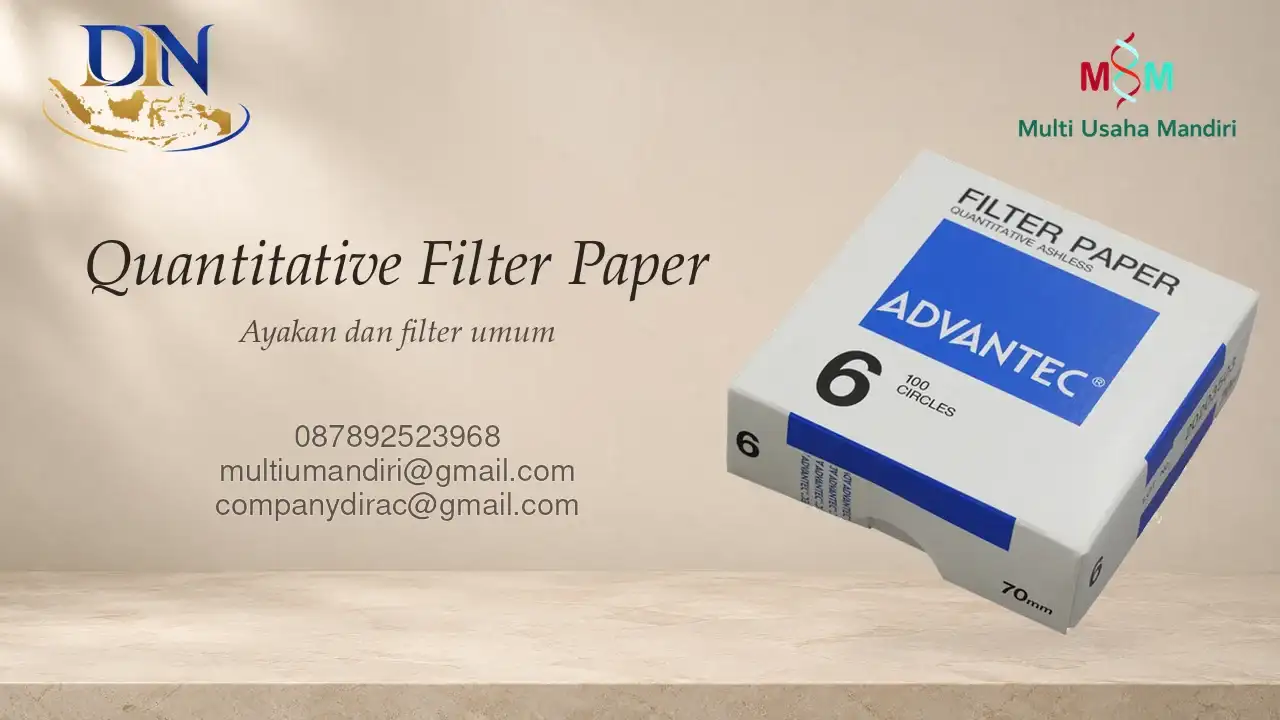 DN
MSM
Multi Usaha Mandiri
Quantitative Filter Paper
Ayakan dan filter umum
087892523968
multiumandiri@gmail.com
companydirac@gmail.com
FILTER PAPER
QUANTITATIVE ASHLESS
ADVANTEC®
6
100
CIRCLES
6
70mm
6